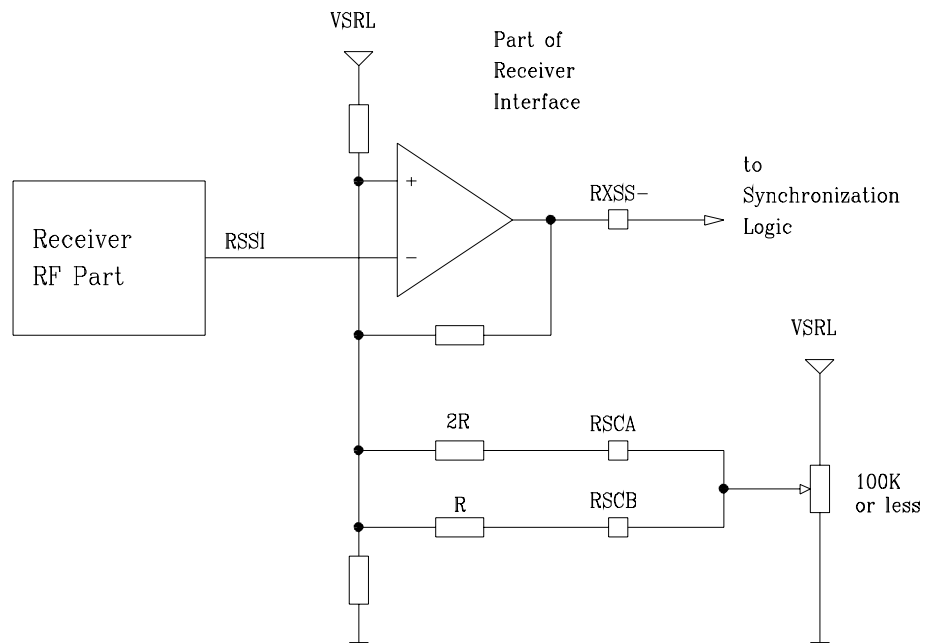 VSRL
Part of
Receiver
Interface
+
RXSS-
to
Synchronization
Logic
Receiver
RF Part
RSSI
−
VSRL
2R
RSCA
100K
or less
R
RSCB